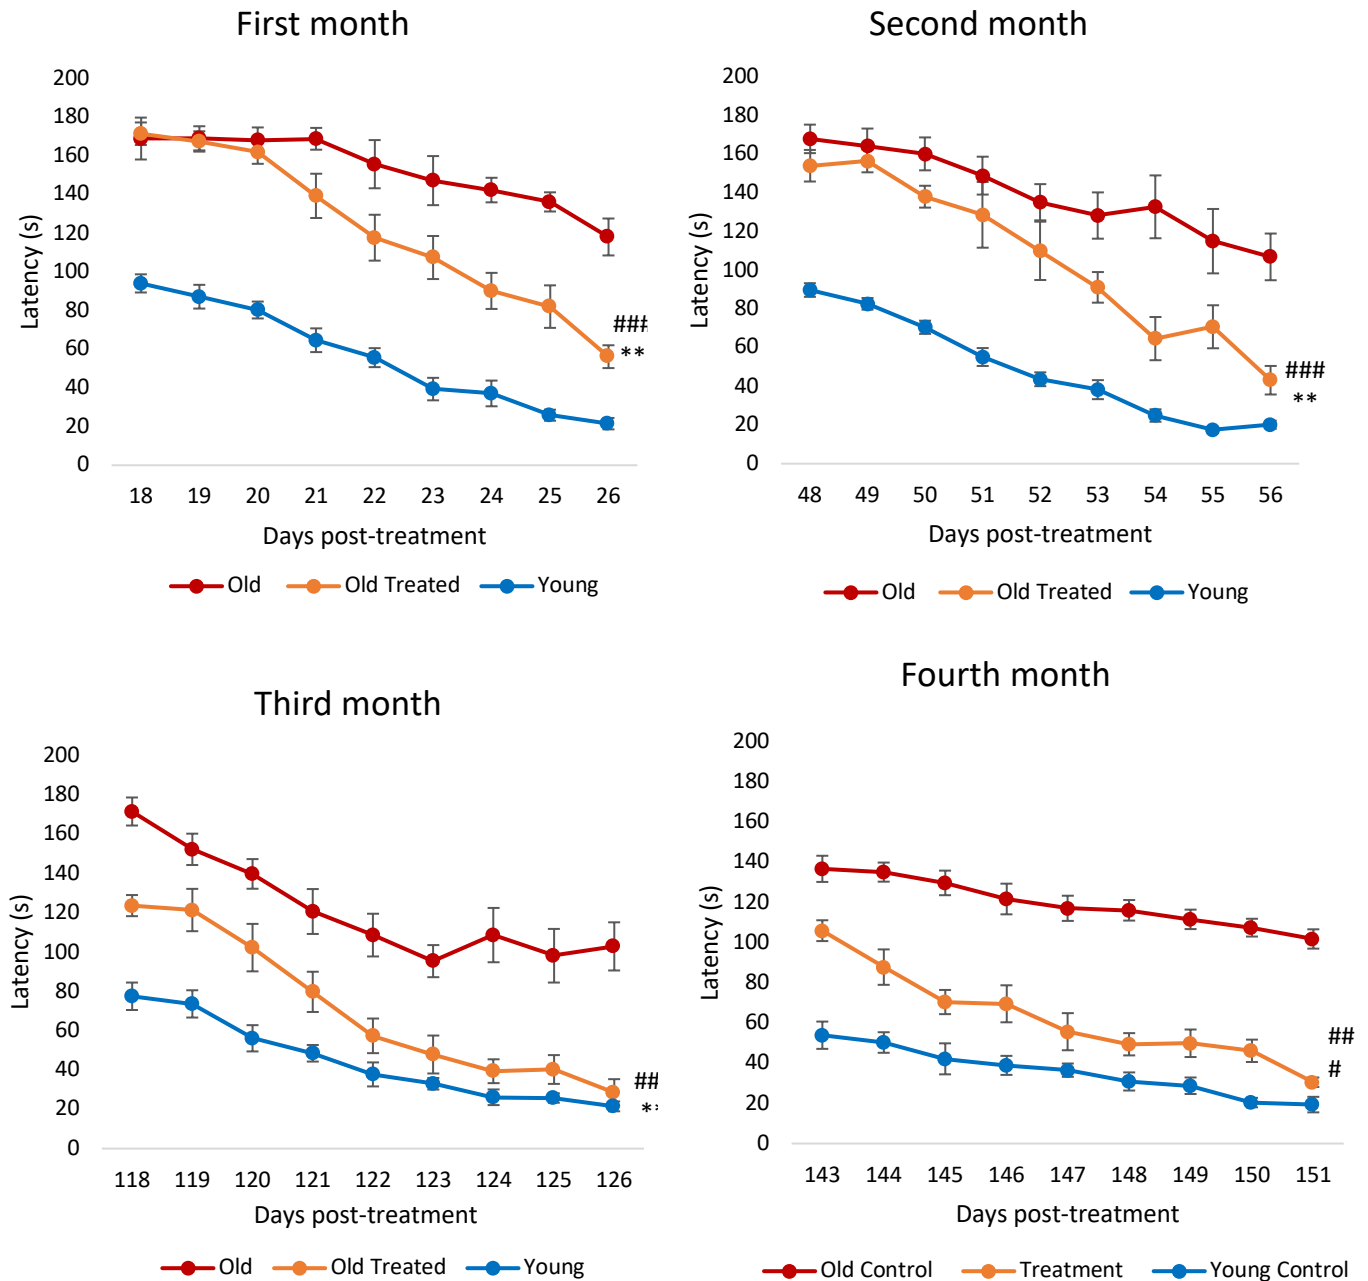 First month
200
180
160
140
120
100
80
60
40
20
0
Latency (s)
###
**
18 19 20 21 22 23 24 25 26
Days post-treatment
Old Old Treated Young
Second month
200
180
160
140
120
100
80
60
40
20
0
Latency (s)
###
**
48 49 50 51 52 53 54 55 56
Days post-treatment
Old Old Treated Young
Third month
200
180
160
140
120
100
80
60
40
20
0
Latency (s)
##
**
118 119 120 121 122 123 124 125 126
Days post-treatment
Old Old Treated Young
Fourth month
200
180
160
140
120
100
80
60
40
20
0
Latency (s)
##
#
143 144 145 146 147 148 149 150 151
Days post-treatment
Old Control Treatment Young Control